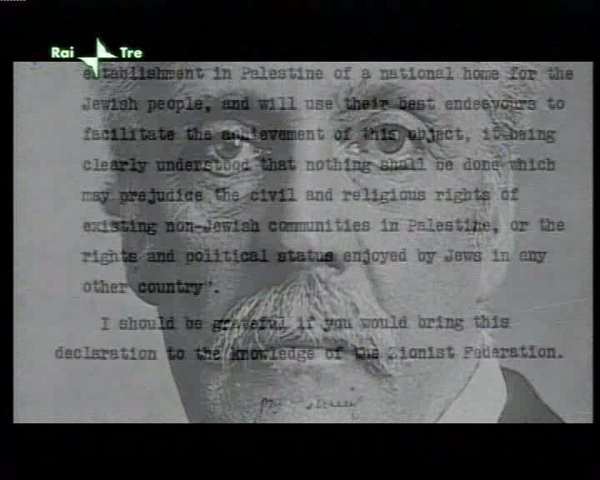 Rai Tre
establishment in Palestine of a national home for the
Jewish people, and will use their best endeavours to
facilitate the achievement of this object, it being
clearly understood that nothing shall be done which
may prejudice the civil and religious rights of
existing non-Jewish communities in Palestine, or the
rights and political status enjoyed by Jews in any
other country".
I should be grateful if you would bring this
declaration to the knowledge of the Zionist Federation.